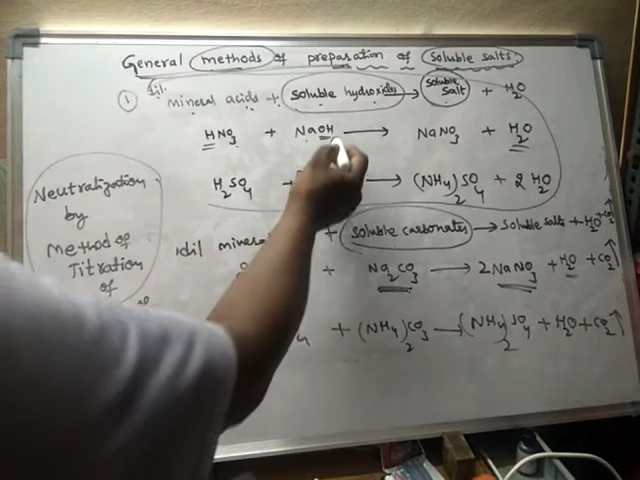 General methods of preparation of soluble salts
① dil. mineral acids + soluble hydroxides → soluble salt + H₂O
HNO₃ + NaOH → NaNO₃ + H₂O
H₂SO₄ + → (NH₄)₂SO₄ + 2H₂O
Neutralization
by
Method of
Titration
of
dil mineral + soluble carbonates → soluble salts + H₂O + CO₂↑
+ Na₂CO₃ → 2NaNO₃ + H₂O + CO₂↑
+ (NH₄)₂CO₃ → (NH₄)₂SO₄ + H₂O + CO₂↑